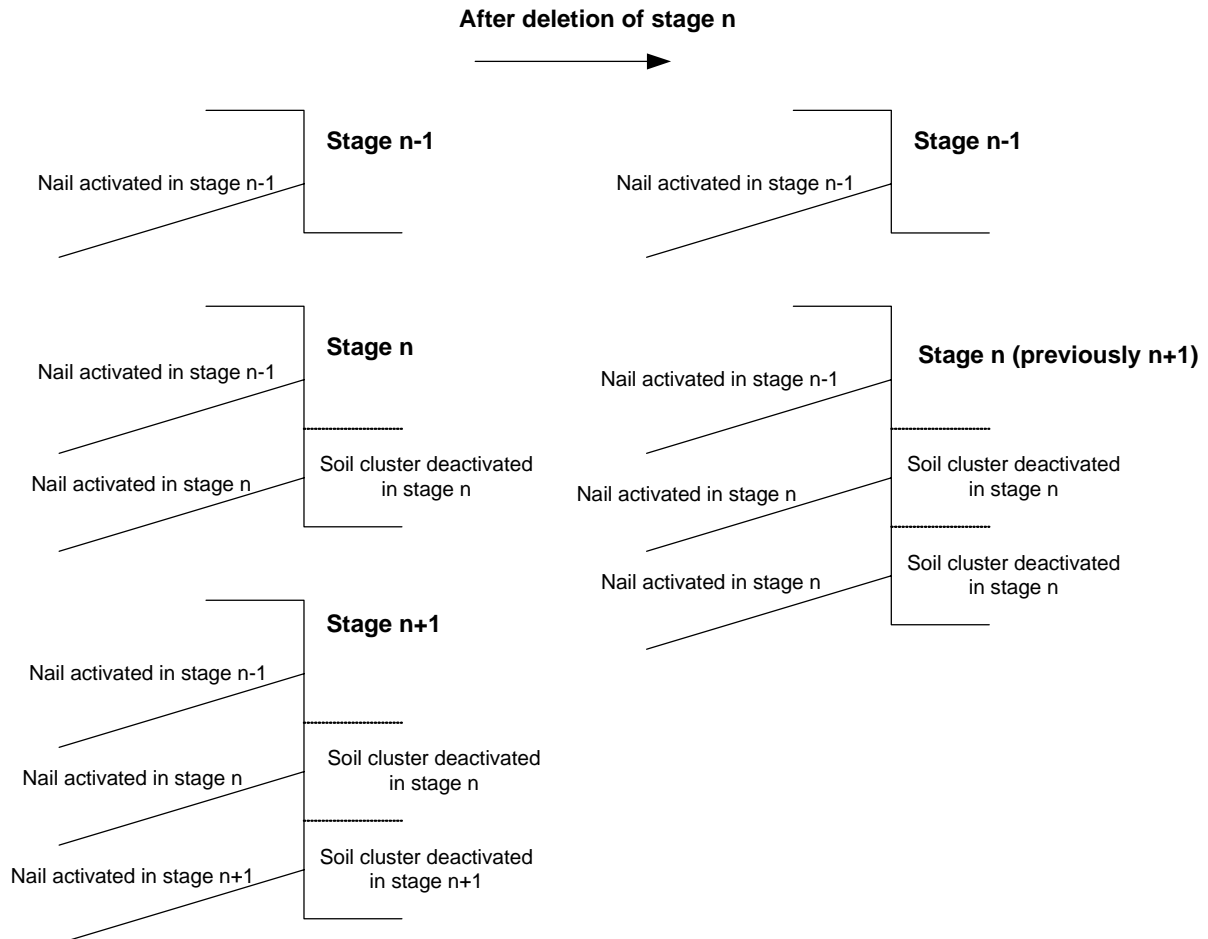 After deletion of stage n
Stage n-1
Nail activated in stage n-1
Stage n
Nail activated in stage n-1
Nail activated in stage n
Soil cluster deactivated
in stage n
Stage n+1
Nail activated in stage n-1
Nail activated in stage n
Soil cluster deactivated
in stage n
Nail activated in stage n+1
Soil cluster deactivated
in stage n+1
Stage n-1
Nail activated in stage n-1
Stage n (previously n+1)
Nail activated in stage n-1
Nail activated in stage n
Soil cluster deactivated
in stage n
Nail activated in stage n
Soil cluster deactivated
in stage n